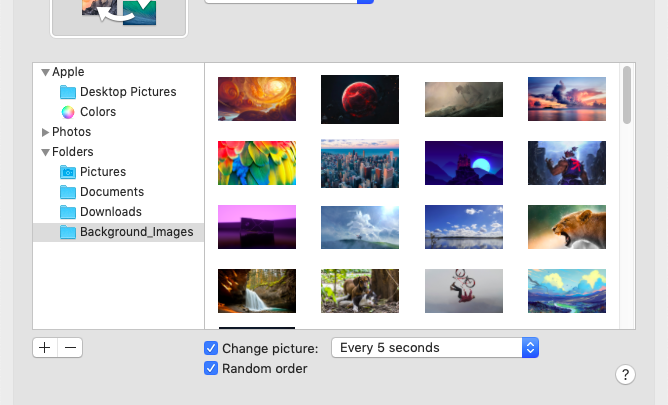 Apple
Desktop Pictures
Colors
Photos
Folders
Pictures
Documents
Downloads
Background_Images
+ −
Change picture: Every 5 seconds
Random order
?